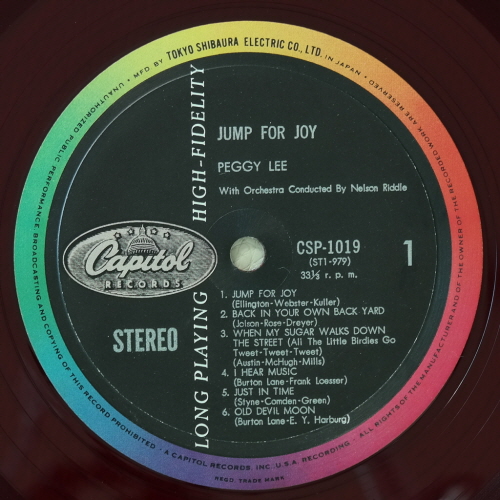 MFD BY TOKYO SHIBAURA ELECTRIC CO., LTD. IN JAPAN •
JUMP FOR JOY
PEGGY LEE
With Orchestra Conducted By Nelson Riddle
LONG PLAYING HIGH-FIDELITY
Capitol
RECORDS
STEREO
CSP-1019
(ST1-979)
33⅓ r. p. m.
1
1. JUMP FOR JOY
(Ellington-Webster-Kuller)
2. BACK IN YOUR OWN BACK YARD
(Jolson-Rose-Dreyer)
3. WHEN MY SUGAR WALKS DOWN
THE STREET (All The Little Birdies Go
Tweet-Tweet-Tweet)
(Austin-McHugh-Mills)
4. I HEAR MUSIC
(Burton Lane-Frank Loesser)
5. JUST IN TIME
(Styne-Camden-Green)
6. OLD DEVIL MOON
(Burton Lane-E. Y. Harburg)
ALL RIGHTS OF THE MANUFACTURER AND OF THE OWNER OF THE RECORDED WORK ARE RESERVED •
UNAUTHORIZED PUBLIC PERFORMANCE, BROADCASTING AND COPYING OF THIS RECORD PROHIBITED •
A CAPITOL RECORDS, INC. U.S.A. RECORDING •
REGD. TRADE MARK